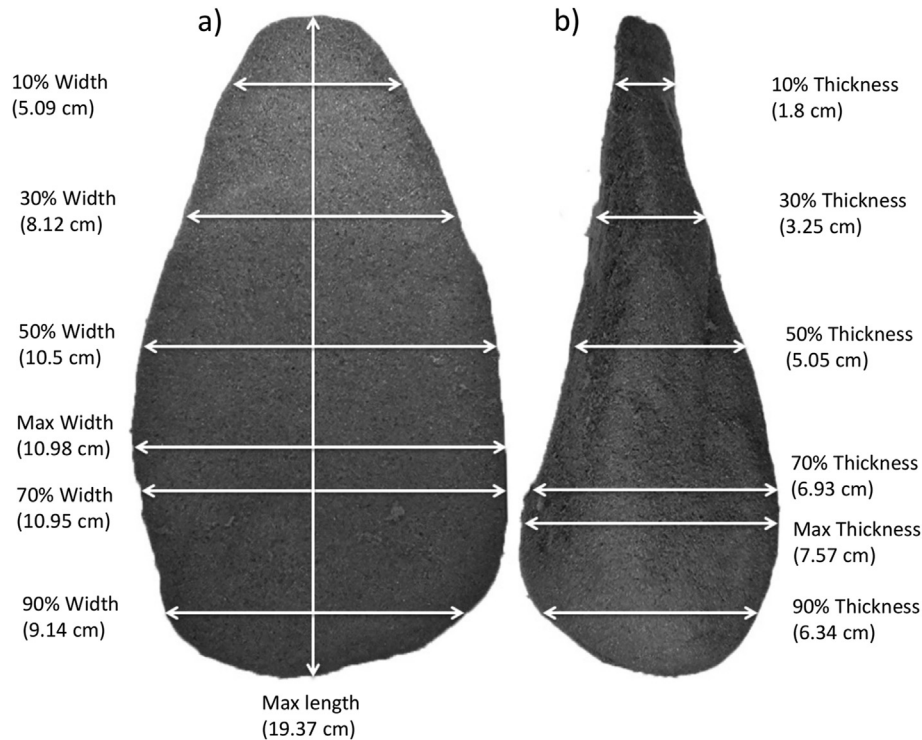 a)
b)
10% Width
(5.09 cm)
30% Width
(8.12 cm)
50% Width
(10.5 cm)
Max Width
(10.98 cm)
70% Width
(10.95 cm)
90% Width
(9.14 cm)
Max length
(19.37 cm)
10% Thickness
(1.8 cm)
30% Thickness
(3.25 cm)
50% Thickness
(5.05 cm)
70% Thickness
(6.93 cm)
Max Thickness
(7.57 cm)
90% Thickness
(6.34 cm)